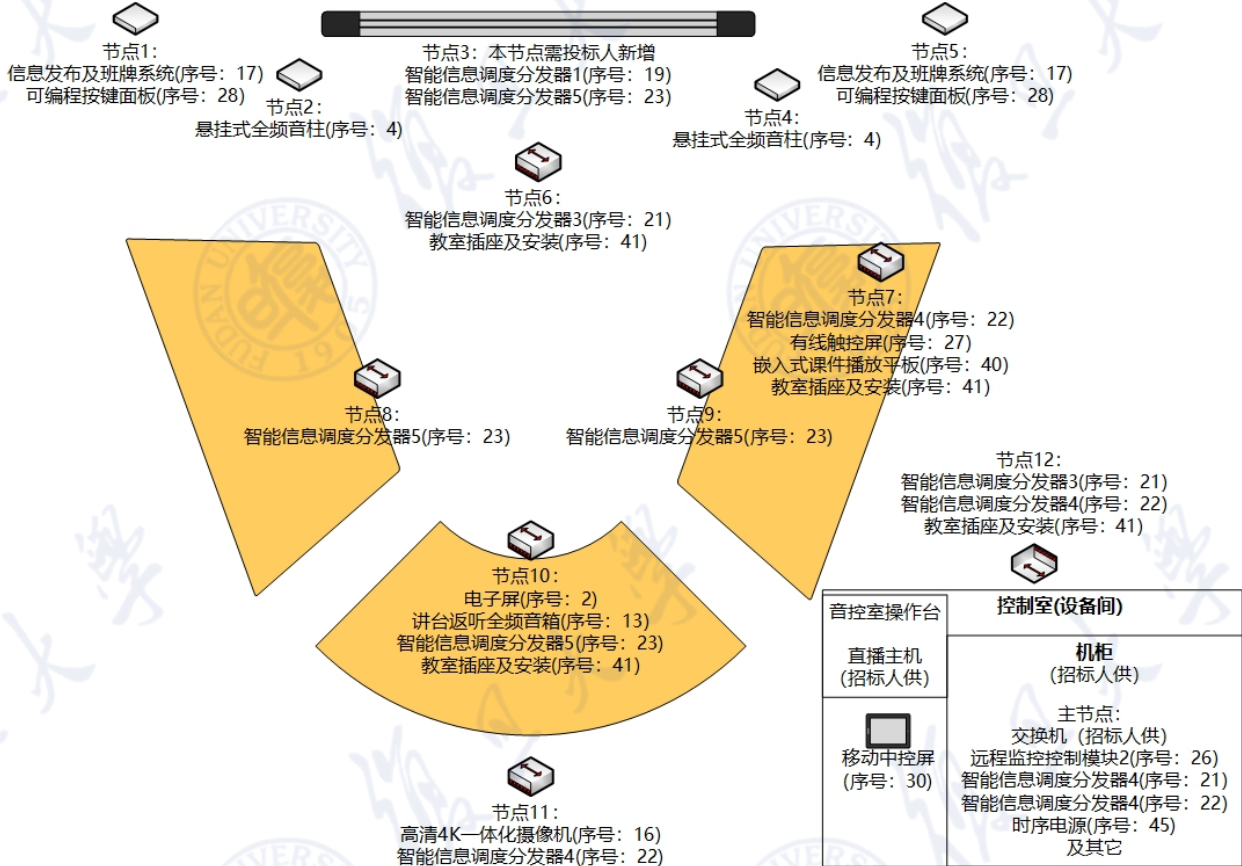 节点1:
信息发布及班牌系统(序号: 17)
可编程按键面板(序号: 28)
节点2:
悬挂式全频音柱(序号: 4)
节点3: 本节点需投标人新增
智能信息调度分发器1(序号: 19)
智能信息调度分发器5(序号: 23)
节点4:
悬挂式全频音柱(序号: 4)
节点5:
信息发布及班牌系统(序号: 17)
可编程按键面板(序号: 28)
节点6:
智能信息调度分发器3(序号: 21)
教室插座及安装(序号: 41)
节点7:
智能信息调度分发器4(序号: 22)
有线触控屏(序号: 27)
嵌入式课件播放平板(序号: 40)
教室插座及安装(序号: 41)
节点8:
智能信息调度分发器5(序号: 23)
节点9:
智能信息调度分发器5(序号: 23)
节点10:
电子屏(序号: 2)
讲台返听全频音箱(序号: 13)
智能信息调度分发器5(序号: 23)
教室插座及安装(序号: 41)
节点11:
高清4K一体化摄像机(序号: 16)
智能信息调度分发器4(序号: 22)
节点12:
智能信息调度分发器3(序号: 21)
智能信息调度分发器4(序号: 22)
教室插座及安装(序号: 41)
音控室操作台
直播主机
(招标人供)
移动中控屏
(序号: 30)
控制室(设备间)
机柜
(招标人供)
主节点:
交换机 (招标人供)
远程监控控制模块2(序号: 26)
智能信息调度分发器4(序号: 21)
智能信息调度分发器4(序号: 22)
时序电源(序号: 45)
及其它